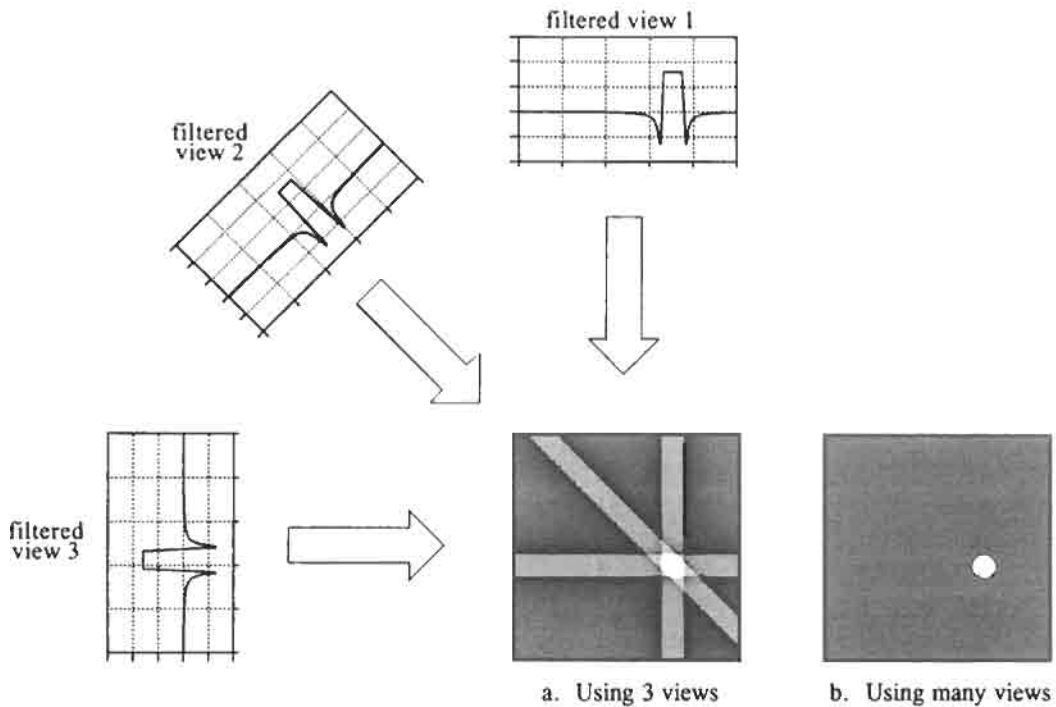 filtered view 1
filtered
view 2
filtered
view 3
a. Using 3 views
b. Using many views